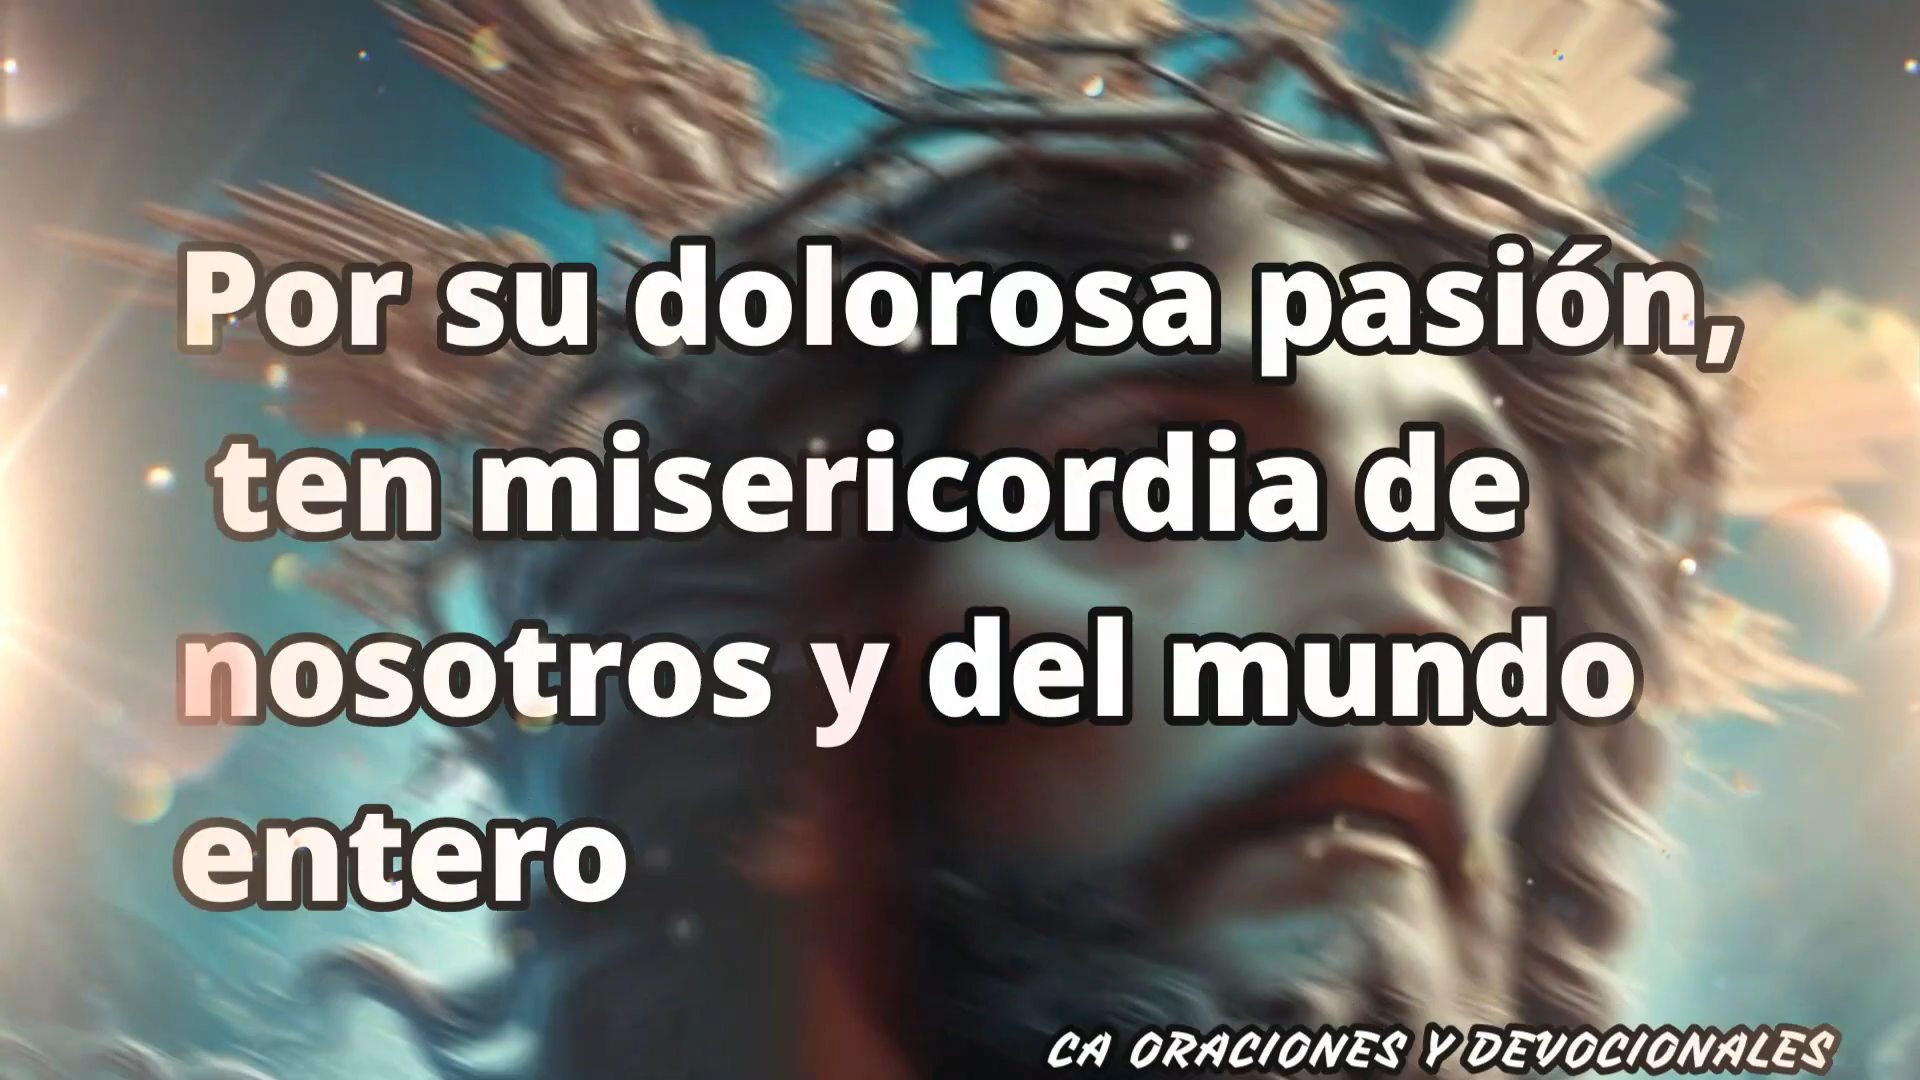 Por su dolorosa pasión,
ten misericordia de
nosotros y del mundo
entero
CA ORACIONES Y DEVOCIONALES